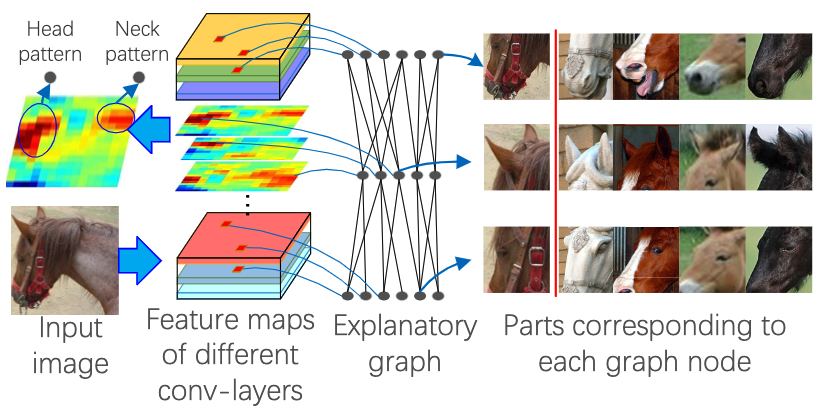 Head
pattern
Neck
pattern
Input
image
Feature maps
of different
conv-layers
Explanatory
graph
Parts corresponding to
each graph node